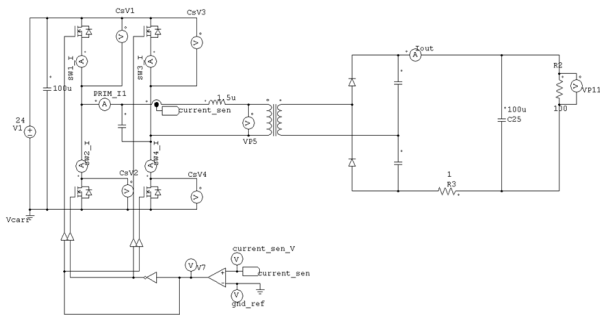 CsV1
CsV3
SW1_I
SW3_I
100u
PRIM_I1
1.5u
current_sen
VP5
24
V1
SW2_I
SW4_I
CsV2
CsV4
Vcarr
V7
current_sen_V
current_sen
gnd_ref
Iout
R2
VP11
100u
C25
100
1
R3